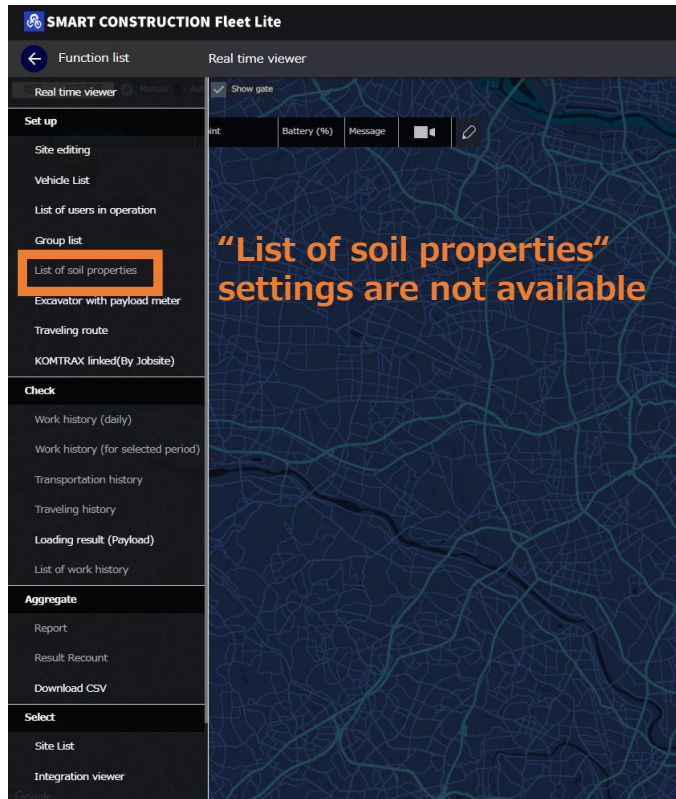 SMART CONSTRUCTION Fleet Lite
Function list
Real time viewer
Real time viewer
Manual
Aut
Show gate
Set up
int
Battery (%)
Message
Site editing
Vehicle List
List of users in operation
Group list
List of soil properties
“List of soil properties“
settings are not available
Excavator with payload meter
Traveling route
KOMTRAX linked(By Jobsite)
Check
Work history (daily)
Work history (for selected period)
Transportation history
Traveling history
Loading result (Payload)
List of work history
Aggregate
Report
Result Recount
Download CSV
Select
Site List
Integration viewer
Google